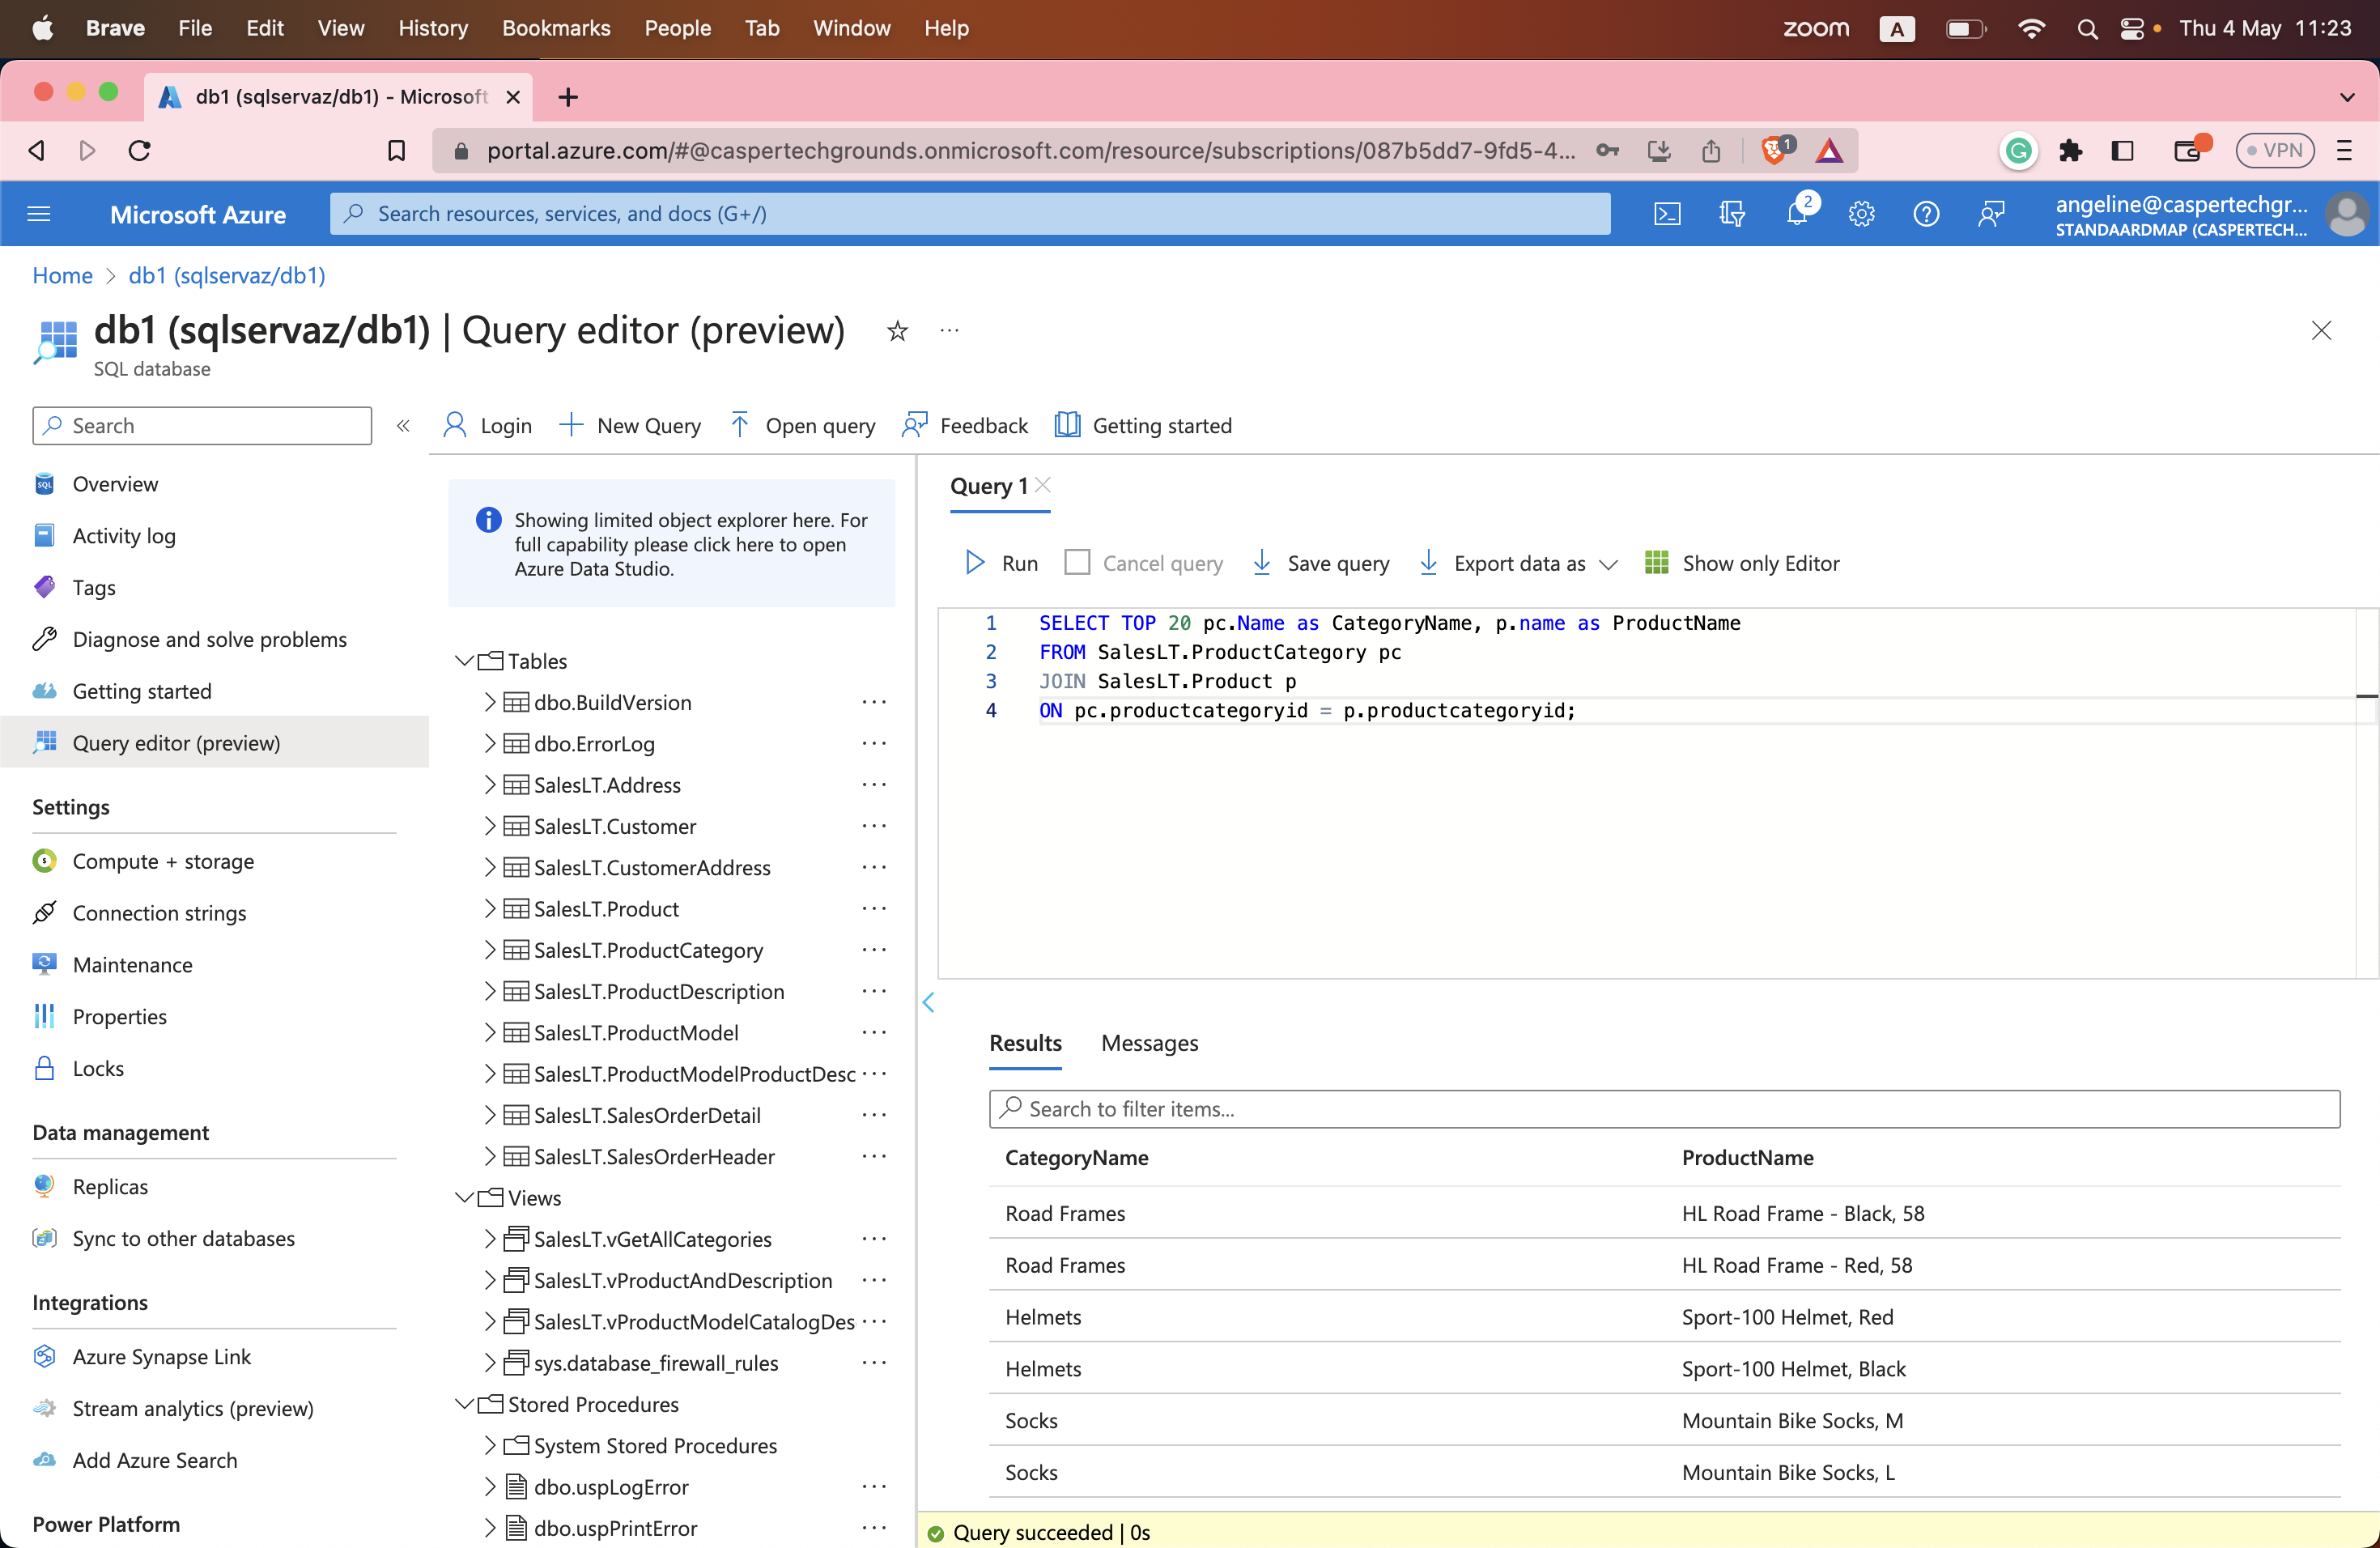 Brave File Edit View History Bookmarks People Tab Window Help zoom A Thu 4 May 11:23
db1 (sqlservaz/db1) - Microsoft
portal.azure.com/#@caspertechgrounds.onmicrosoft.com/resource/subscriptions/087b5dd7-9fd5-4... 1 G VPN
Microsoft Azure Search resources, services, and docs (G+/) 2 angeline@caspertechgr...
STANDAARDMAP (CASPERTECH...
Home > db1 (sqlservaz/db1)
db1 (sqlservaz/db1) | Query editor (preview) ...
SQL database
Search « Login New Query Open query Feedback Getting started
Overview
Activity log
Tags
Diagnose and solve problems
Getting started
Query editor (preview)
Settings
Compute + storage
Connection strings
Maintenance
Properties
Locks
Data management
Replicas
Sync to other databases
Integrations
Azure Synapse Link
Stream analytics (preview)
Add Azure Search
Power Platform
Showing limited object explorer here. For
full capability please click here to open
Azure Data Studio.
Tables
dbo.BuildVersion ...
dbo.ErrorLog ...
SalesLT.Address ...
SalesLT.Customer ...
SalesLT.CustomerAddress ...
SalesLT.Product ...
SalesLT.ProductCategory ...
SalesLT.ProductDescription ...
SalesLT.ProductModel ...
SalesLT.ProductModelProductDesc ...
SalesLT.SalesOrderDetail ...
SalesLT.SalesOrderHeader ...
Views
SalesLT.vGetAllCategories ...
SalesLT.vProductAndDescription ...
SalesLT.vProductModelCatalogDes ...
sys.database_firewall_rules ...
Stored Procedures
System Stored Procedures
dbo.uspLogError ...
dbo.uspPrintError ...
Query 1
Run Cancel query Save query Export data as Show only Editor
1 SELECT TOP 20 pc.Name as CategoryName, p.name as ProductName
2 FROM SalesLT.ProductCategory pc
3 JOIN SalesLT.Product p
4 ON pc.productcategoryid = p.productcategoryid;
Results Messages
Search to filter items...
CategoryName ProductName
Road Frames HL Road Frame - Black, 58
Road Frames HL Road Frame - Red, 58
Helmets Sport-100 Helmet, Red
Helmets Sport-100 Helmet, Black
Socks Mountain Bike Socks, M
Socks Mountain Bike Socks, L
Query succeeded | 0s